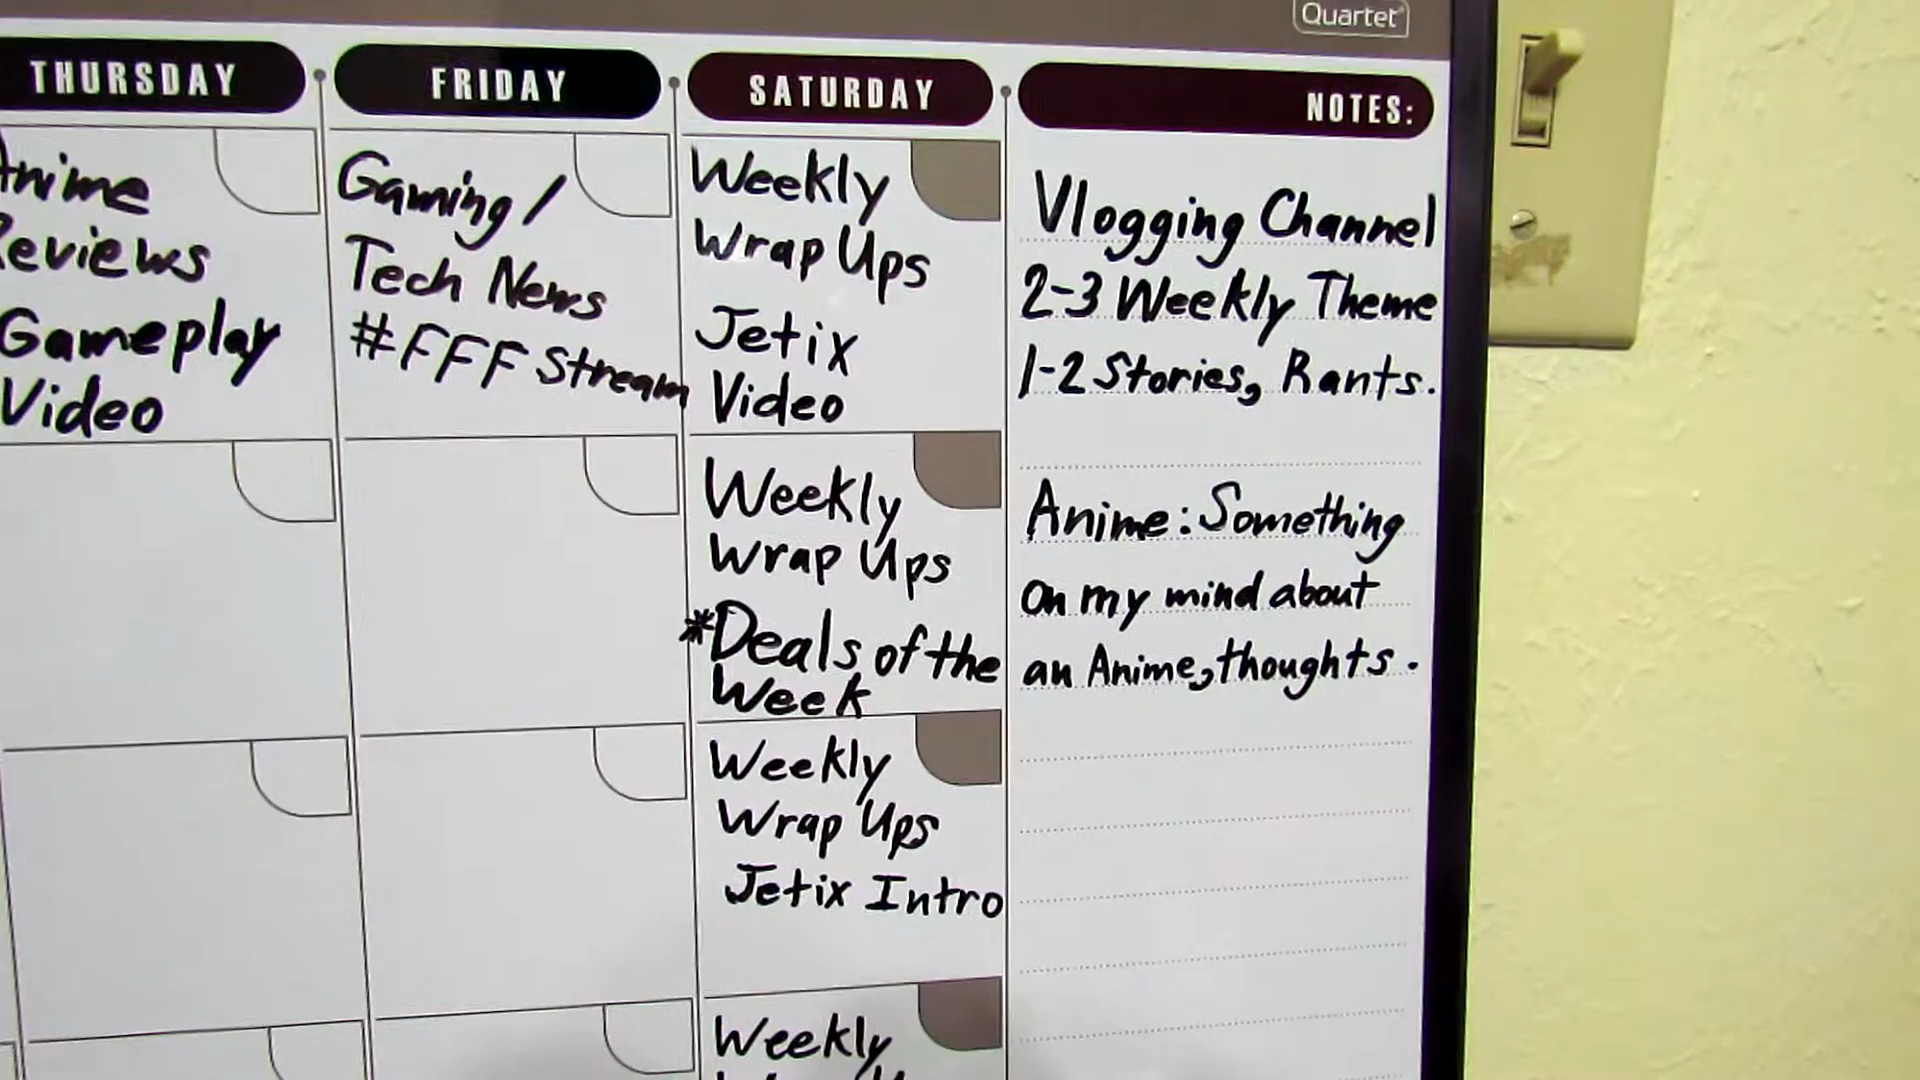 Quartet
THURSDAY
FRIDAY
SATURDAY
NOTES:
Anime
Reviews
Gameplay
Video
Gaming/
Tech News
#FFF Stream
Weekly
Wrap Ups
Jetix
Video
Weekly
Wrap Ups
*Deals of the
Week
Weekly
Wrap Ups
Jetix Intro
Weekly
Vlogging Channel
2-3 Weekly Theme
1-2 Stories, Rants.
Anime: Something
on my mind about
an Anime, thoughts.